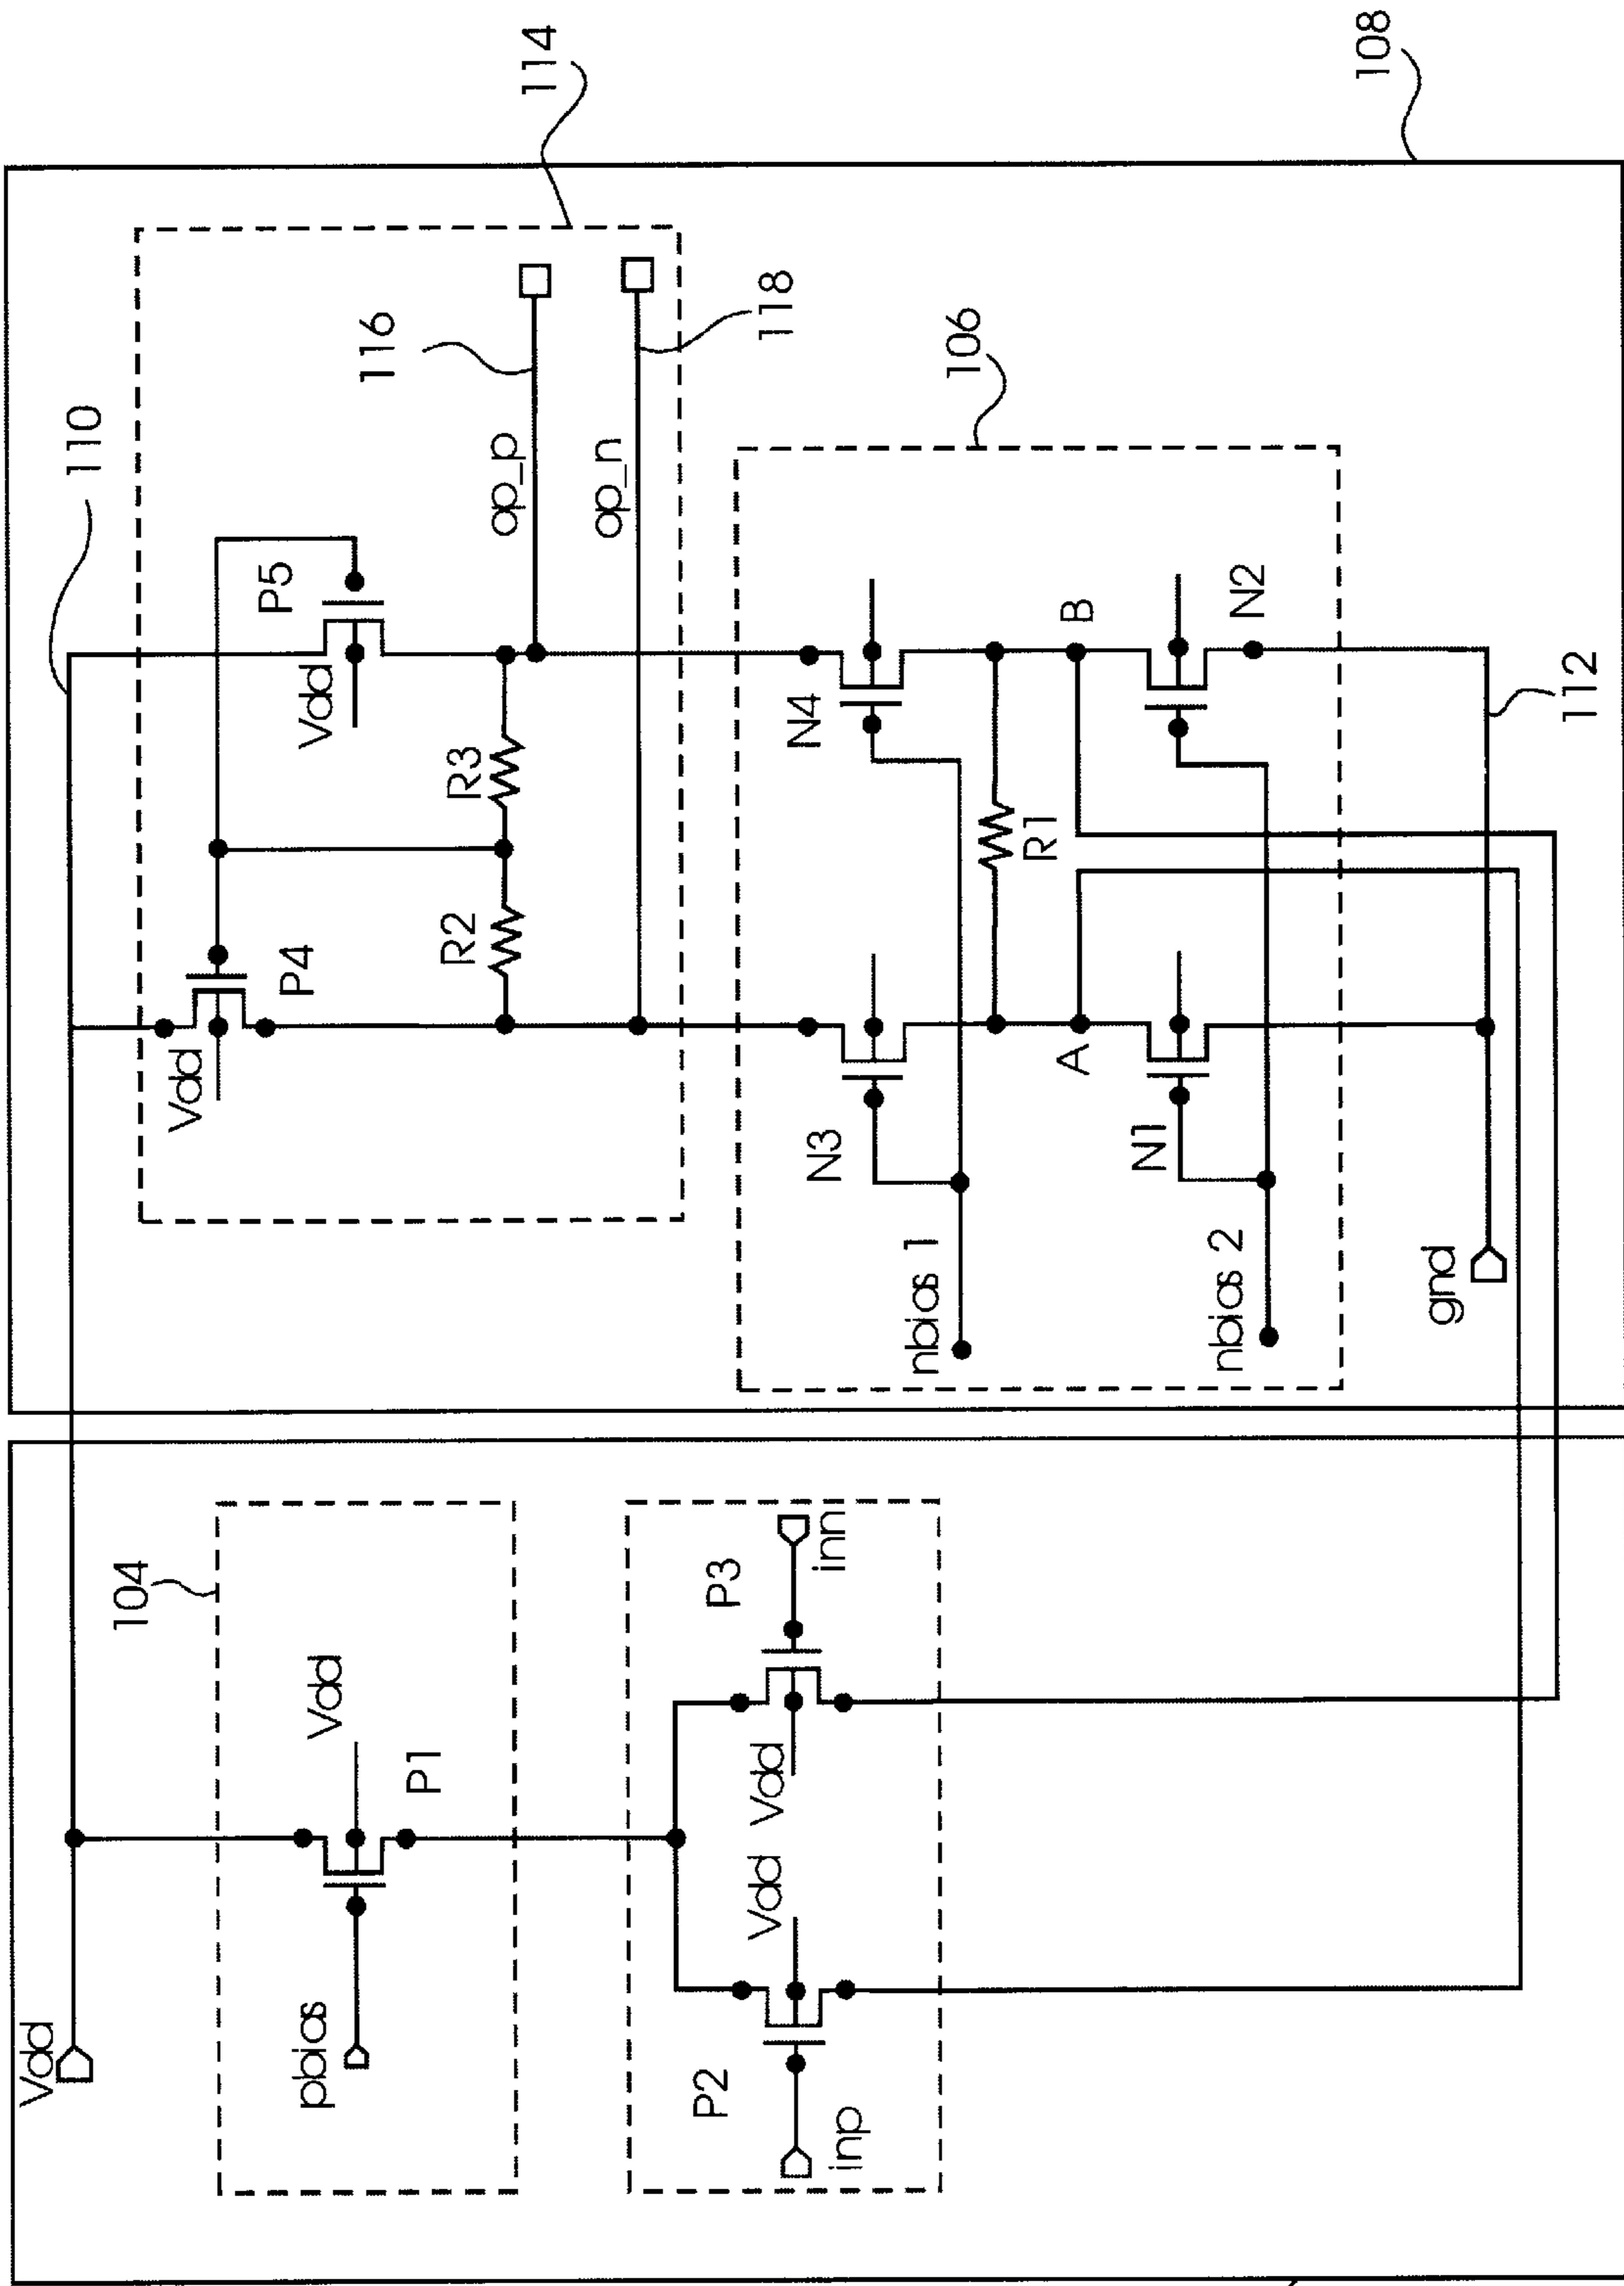 110
114
108
P5
Vdd
op_p
116
op_n
118
R3
R2
P4
Vdd
106
N4
B
N2
R1
112
N3
A
N1
nbias 1
nbias 2
gnd
104
Vdd
P1
pbias
Vdd
P3
inn
Vdd
Vdd
P2
inp